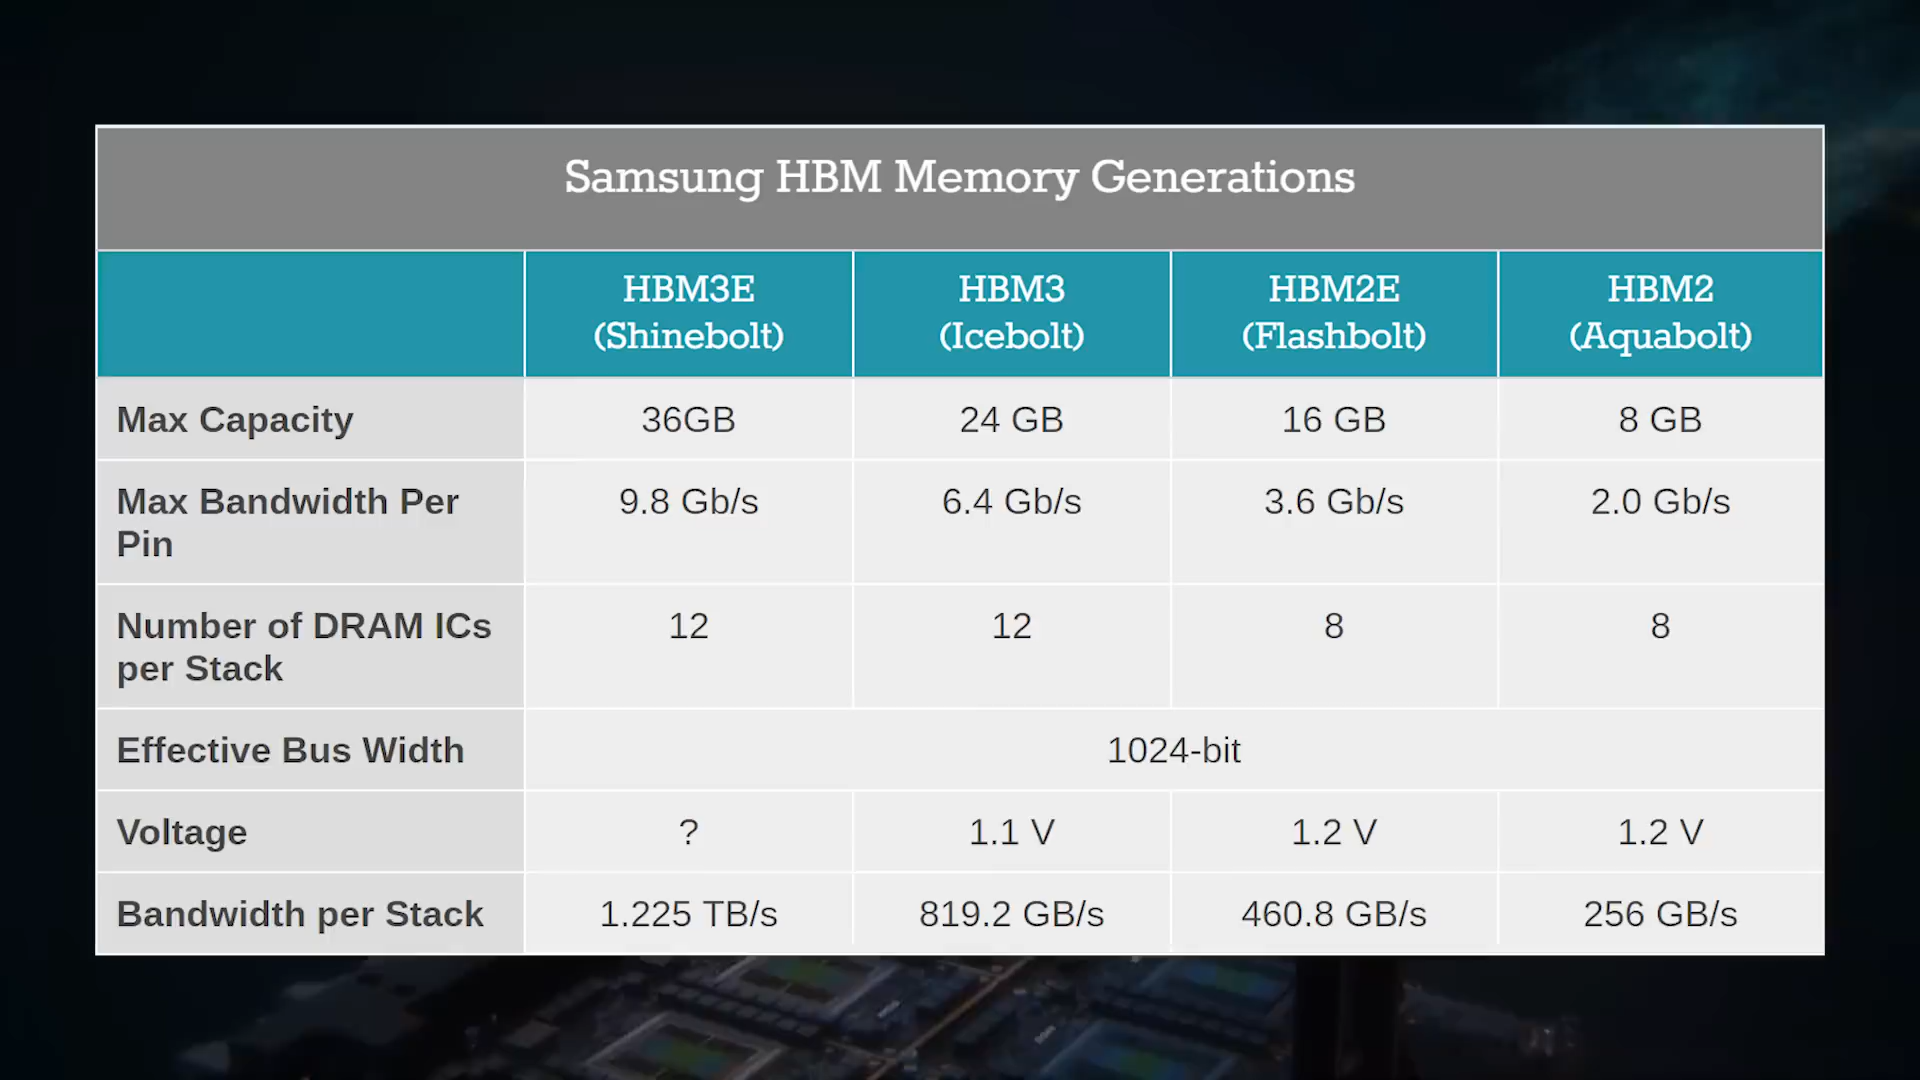 Samsung HBM Memory Generations
HBM3E HBM3 HBM2E HBM2
(Shinebolt) (Icebolt) (Flashbolt) (Aquabolt)
Max Capacity 36GB 24 GB 16 GB 8 GB
Max Bandwidth Per 9.8 Gb/s 6.4 Gb/s 3.6 Gb/s 2.0 Gb/s
Pin
Number of DRAM ICs 12 12 8 8
per Stack
Effective Bus Width 1024-bit
Voltage ? 1.1 V 1.2 V 1.2 V
Bandwidth per Stack 1.225 TB/s 819.2 GB/s 460.8 GB/s 256 GB/s